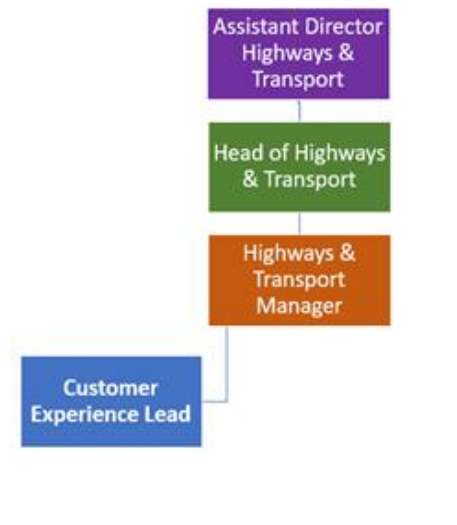 Assistant Director
Highways &
Transport
Head of Highways
& Transport
Highways &
Transport
Manager
Customer
Experience Lead